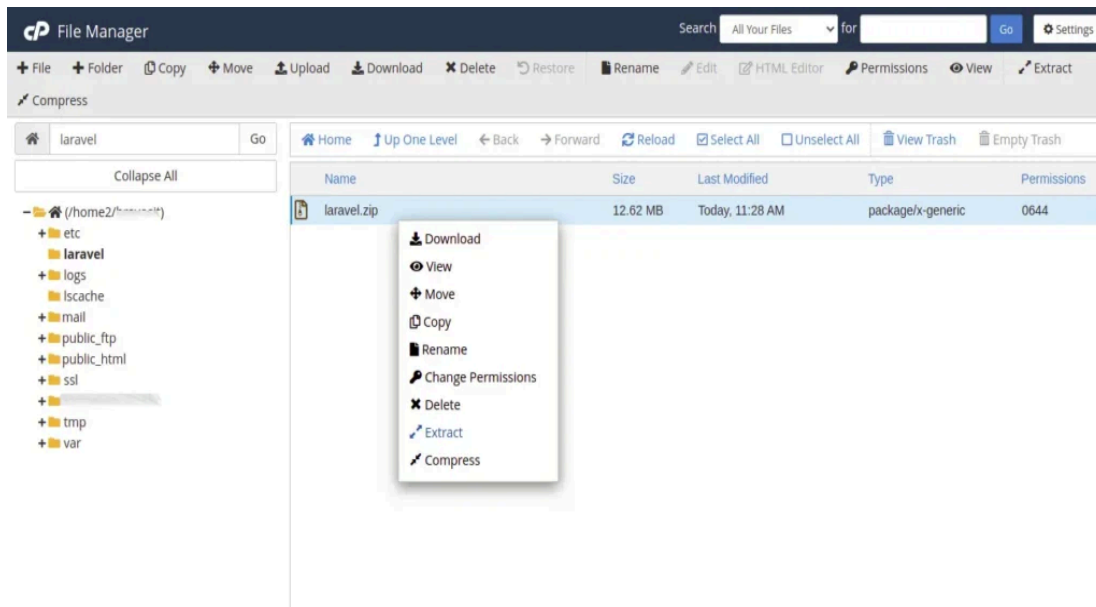 cP File Manager
Search All Your Files for Go Settings
File Folder Copy Move Upload Download Delete Restore Rename Edit HTML Editor Permissions View Extract
Compress
laravel Go
Home Up One Level Back Forward Reload Select All Unselect All View Trash Empty Trash
Collapse All
Name Size Last Modified Type Permissions
laravel.zip 12.62 MB Today, 11:28 AM package/x-generic 0644
(/home2/
etc
laravel
logs
lscache
mail
public_ftp
public_html
ssl
tmp
var
Download
View
Move
Copy
Rename
Change Permissions
Delete
Extract
Compress